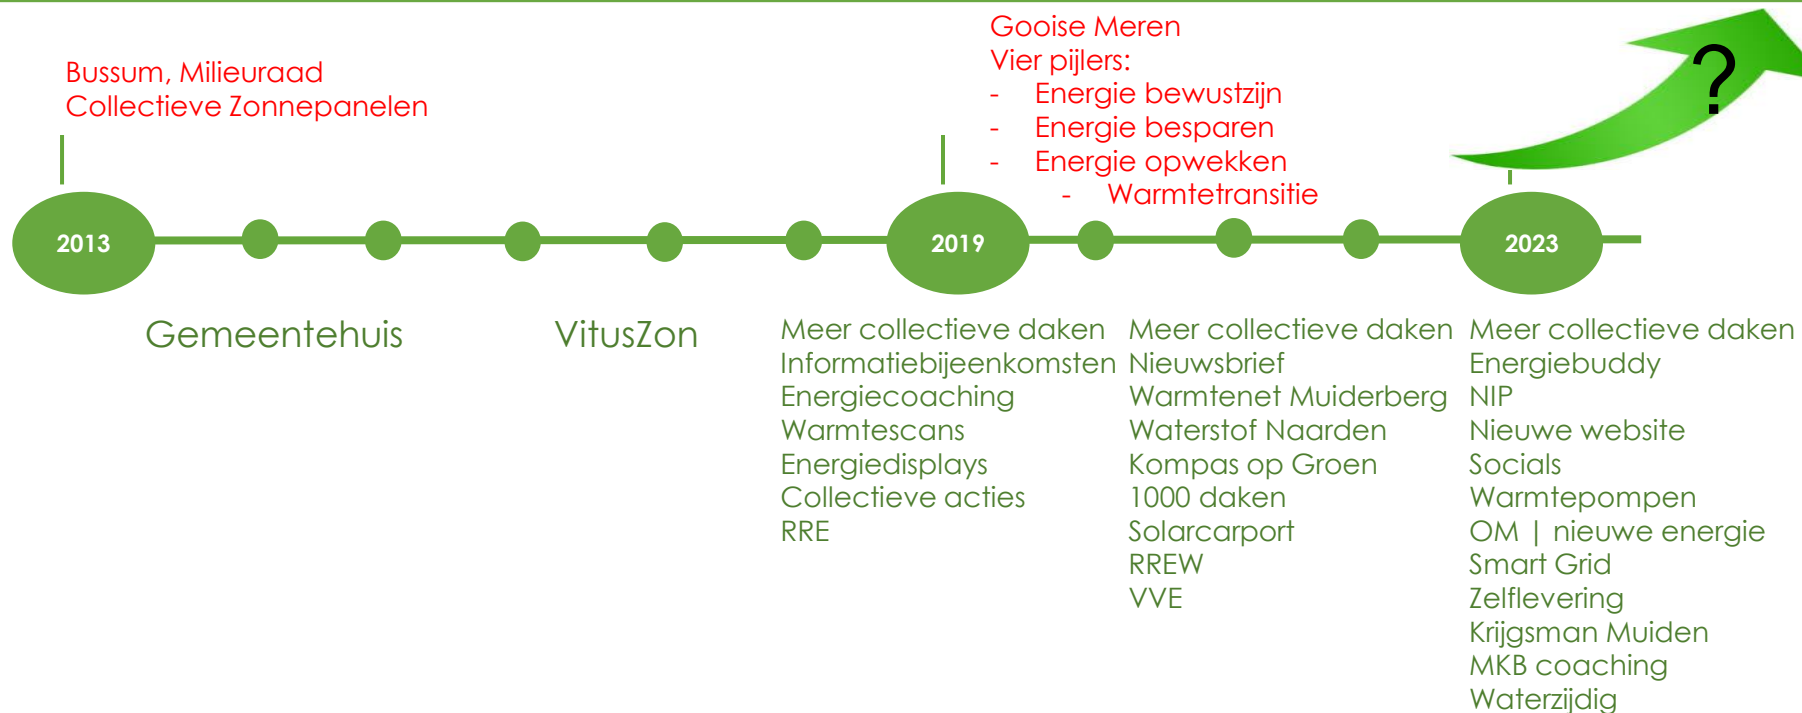 Bussum, Milieuraad
Collectieve Zonnepanelen
Gooise Meren
Vier pijlers:
- Energie bewustzijn
- Energie besparen
- Energie opwekken
- Warmtetransitie
?
2013
2019
2023
Gemeentehuis
VitusZon
Meer collectieve daken
Informatiebijeenkomsten
Energiecoaching
Warmtescans
Energiedisplays
Collectieve acties
RRE
Meer collectieve daken
Nieuwsbrief
Warmtenet Muiderberg
Waterstof Naarden
Kompas op Groen
1000 daken
Solarcarport
RREW
VVE
Meer collectieve daken
Energiebuddy
NIP
Nieuwe website
Socials
Warmtepompen
OM | nieuwe energie
Smart Grid
Zelflevering
Krijgsman Muiden
MKB coaching
Waterzijdig